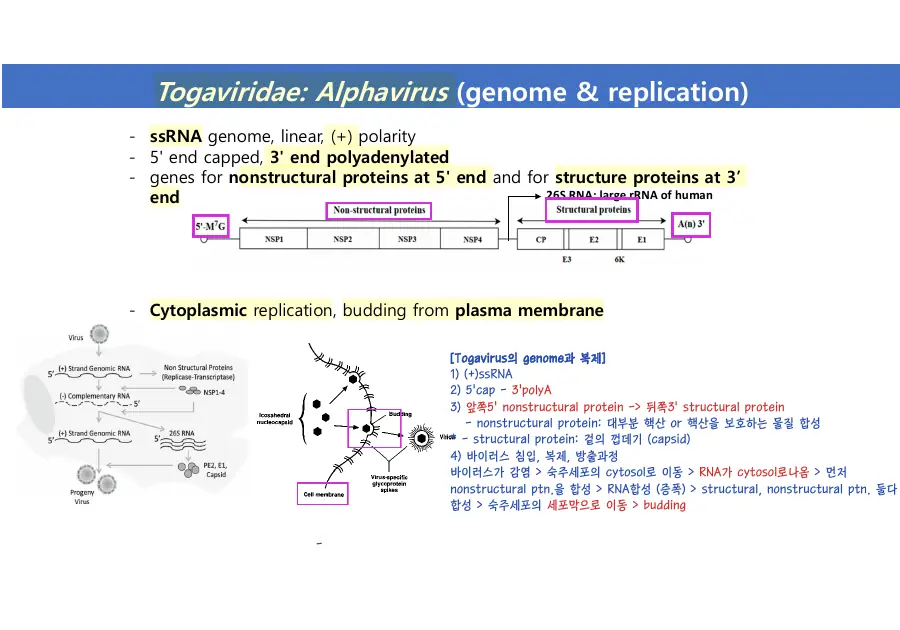 Togaviridae: Alphavirus (genome & replication)
- ssRNA genome, linear, (+) polarity
- 5' end capped, 3' end polyadenylated
- genes for nonstructural proteins at 5' end and for structure proteins at 3’
end
26S RNA: large rRNA of human
Non-structural proteins
Structural proteins
5'-M7G
A(n) 3'
NSP1 NSP2 NSP3 NSP4 CP E2 E1
E3 6K
- Cytoplasmic replication, budding from plasma membrane
Virus
(+) Strand Genomic RNA
5'
Non Structural Proteins
(Replicase-Transcriptase)
(-) Complementary RNA
5'
NSP1-4
(+) Strand Genomic RNA
5'
26S RNA
5'
PE2, E1,
Capsid
Progeny
Virus
Icosahedral
nucleocapsid
Budding
Virus
Virus-specific
glycoprotein
spikes
Cell membrane
[Togavirus의 genome과 복제]
1) (+)ssRNA
2) 5'cap - 3'polyA
3) 앞쪽5' nonstructural protein -> 뒤쪽3' structural protein
- nonstructural protein: 대부분 핵산 or 핵산을 보호하는 물질 합성
* - structural protein: 겉의 껍데기 (capsid)
4) 바이러스 침입, 복제, 방출과정
바이러스가 감염 > 숙주세포의 cytosol로 이동 > RNA가 cytosol로나옴 > 먼저
nonstructural ptn.을 합성 > RNA합성 (증폭) > structural, nonstructural ptn. 둘다
합성 > 숙주세포의 세포막으로 이동 > budding
-